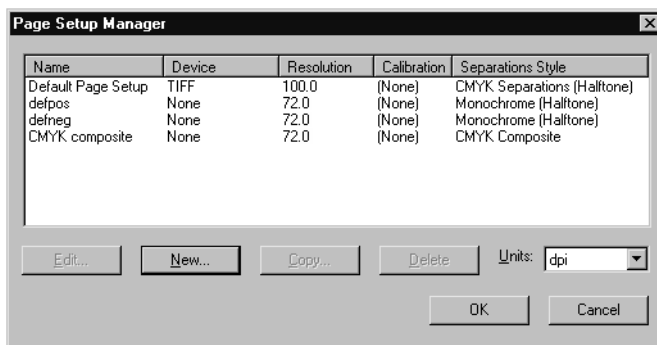 Page Setup Manager
Name Device Resolution Calibration Separations Style
Default Page Setup TIFF 100.0 (None) CMYK Separations (Halftone)
defpos None 72.0 (None) Monochrome (Halftone)
defneg None 72.0 (None) Monochrome (Halftone)
CMYK composite None 72.0 (None) CMYK Composite
Edit... New... Copy... Delete Units: dpi
OK Cancel